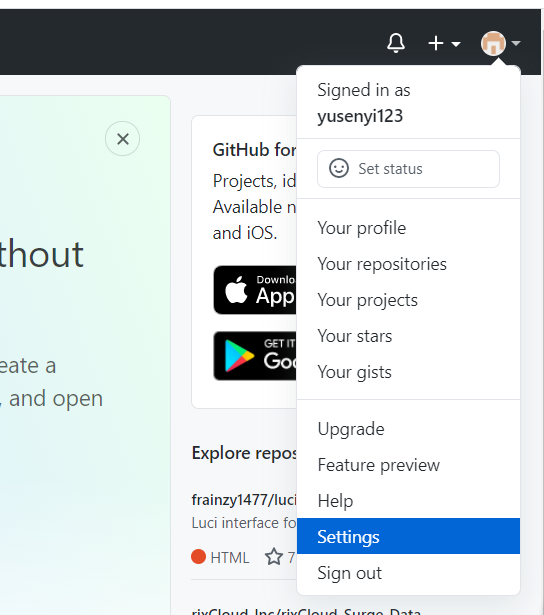 Signed in as
yusenyi123
Set status
Your profile
Your repositories
Your projects
Your stars
Your gists
Upgrade
Feature preview
Help
Settings
Sign out
GitHub for
Projects, id
Available n
and iOS.
Downlo
App
GET IT
Goo
thout
eate a
, and open
Explore repos
frainzy1477/luci
Luci interface fo
HTML
7
rixCloud-Inc/rixCloud-Surge-Data